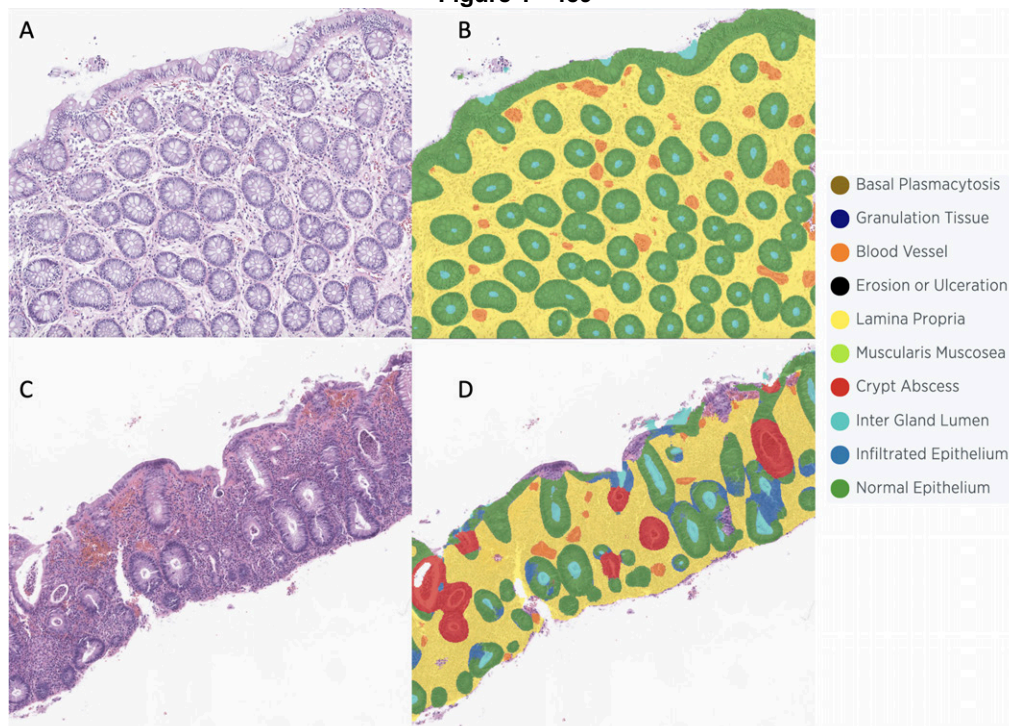 A
B
Basal Plasmacytosis
Granulation Tissue
Blood Vessel
Erosion or Ulceration
Lamina Propria
Muscularis Muscosea
Crypt Abscess
Inter Gland Lumen
Infiltrated Epithelium
Normal Epithelium
C
D